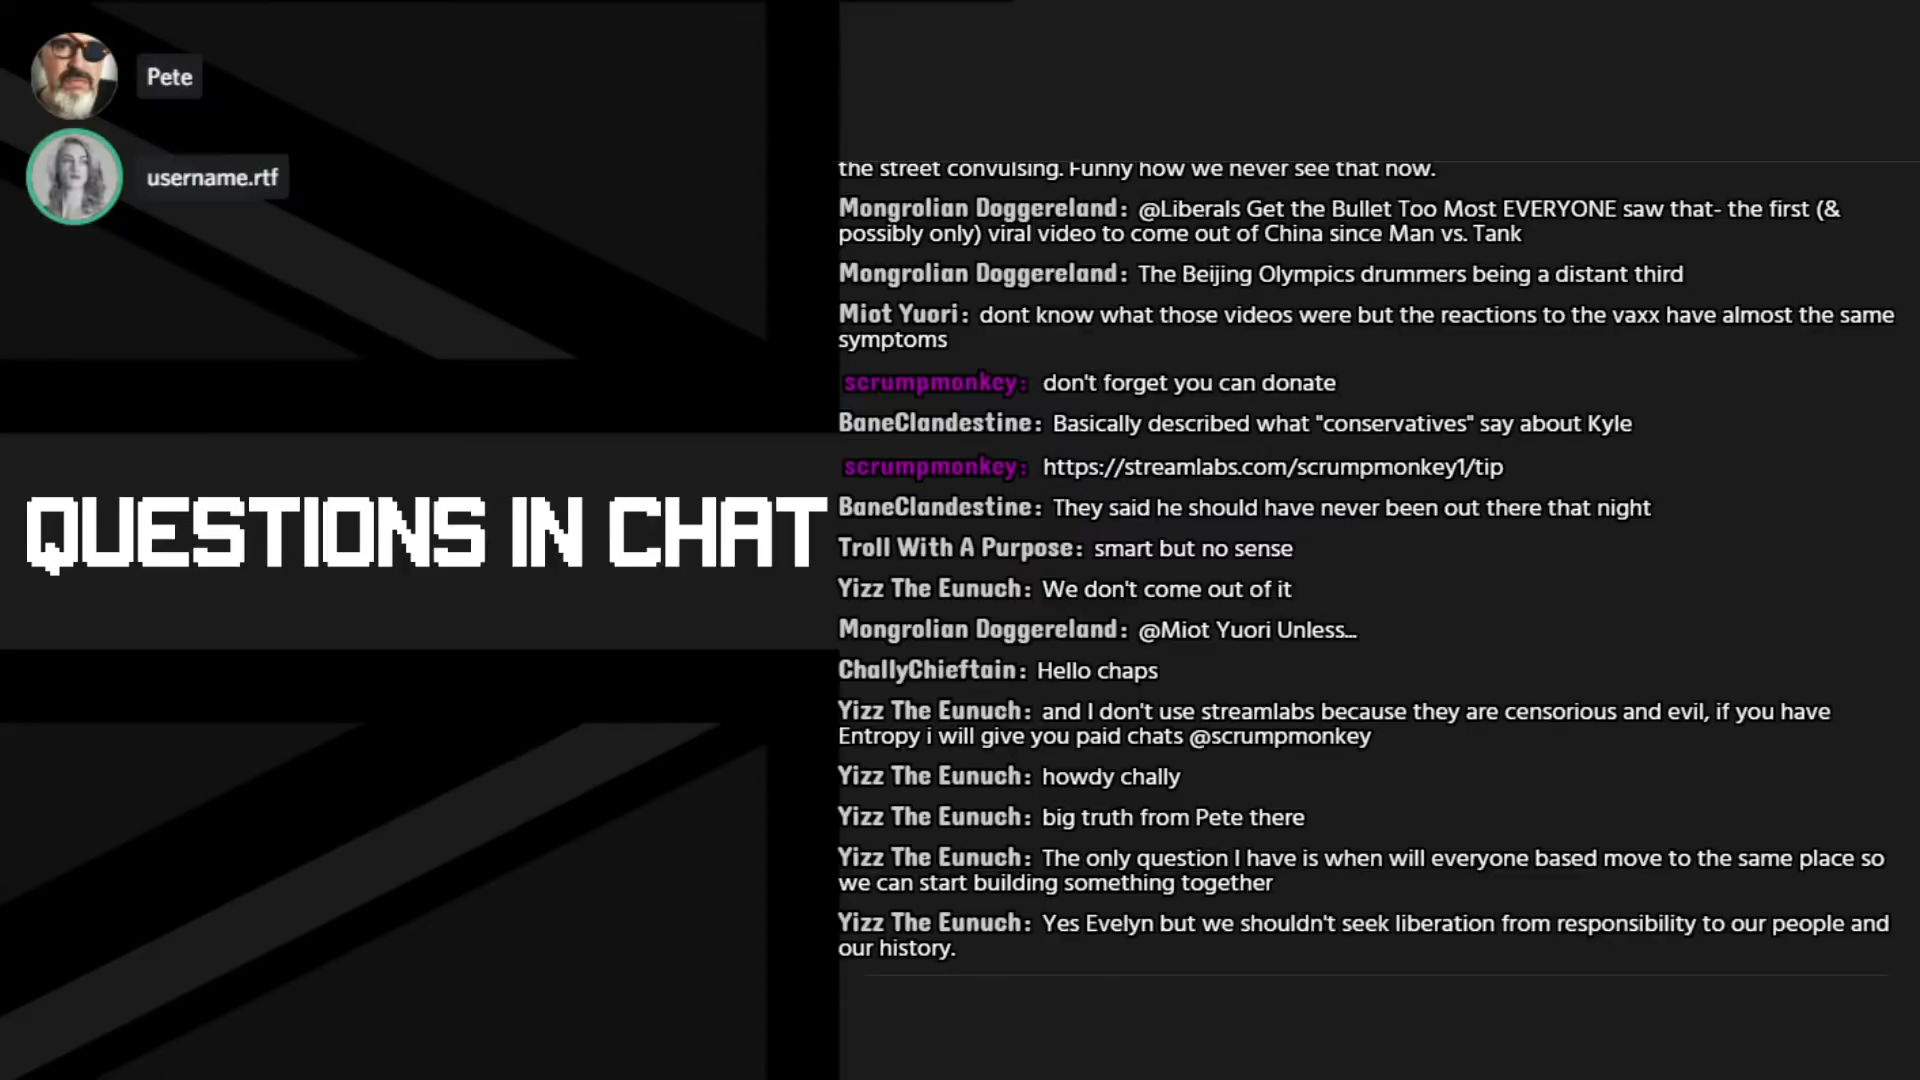 Pete
username.rtf
QUESTIONS IN CHAT
the street convulsing. Funny how we never see that now.
Mongrolian Doggereland: @Liberals Get the Bullet Too Most EVERYONE saw that- the first (&
possibly only) viral video to come out of China since Man vs. Tank
Mongrolian Doggereland: The Beijing Olympics drummers being a distant third
Miot Yuori: dont know what those videos were but the reactions to the vaxx have almost the same
symptoms
scrumpmonkey: don't forget you can donate
BaneClandestine: Basically described what "conservatives" say about Kyle
scrumpmonkey: https://streamlabs.com/scrumpmonkey1/tip
BaneClandestine: They said he should have never been out there that night
Troll With A Purpose: smart but no sense
Yizz The Eunuch: We don't come out of it
Mongrolian Doggereland: @Miot Yuori Unless...
ChallyChieftain: Hello chaps
Yizz The Eunuch: and I don't use streamlabs because they are censorious and evil, if you have
Entropy i will give you paid chats @scrumpmonkey
Yizz The Eunuch: howdy chally
Yizz The Eunuch: big truth from Pete there
Yizz The Eunuch: The only question I have is when will everyone based move to the same place so
we can start building something together
Yizz The Eunuch: Yes Evelyn but we shouldn't seek liberation from responsibility to our people and
our history.